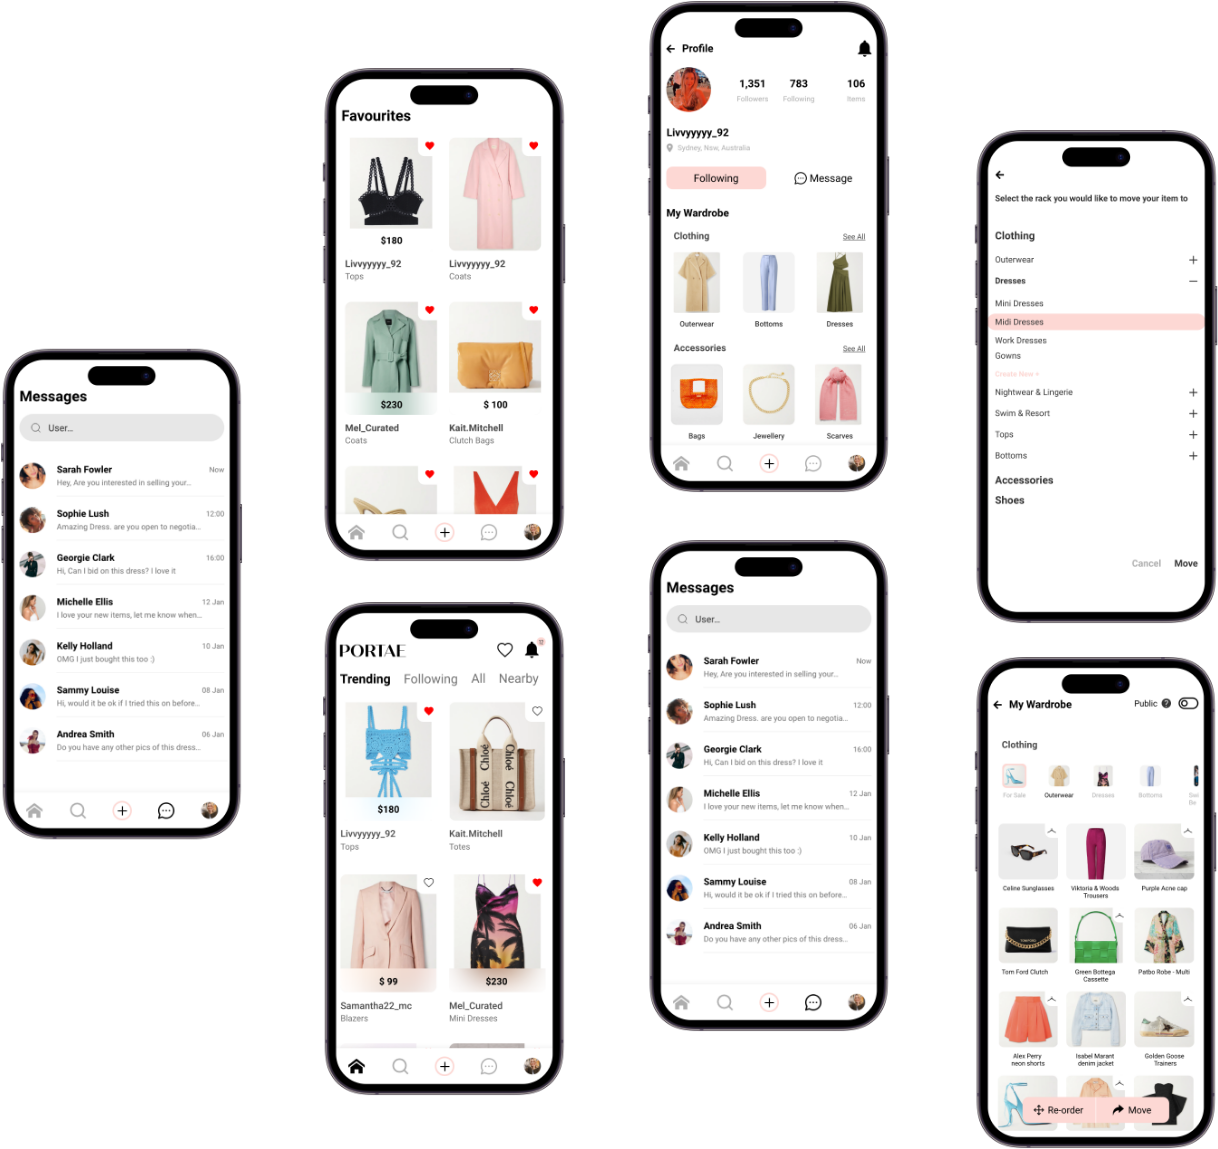 Messages
User...
Sarah Fowler
Now
Hey, Are you interested in selling your...
Sophie Lush
12:00
Amazing Dress. are you open to negotia...
Georgie Clark
16:00
Hi, Can I bid on this dress? I love it
Michelle Ellis
12 Jan
I love your new items, let me know when...
Kelly Holland
10 Jan
OMG I just bought this too :)
Sammy Louise
08 Jan
Hi, would it be ok if I tried this on before...
Andrea Smith
06 Jan
Do you have any other pics of this dress...
Favourites
$180
Livvyyyyy_92
Livvyyyyy_92
Tops
Coats
$230
$ 100
Mel_Curated
Kait.Mitchell
Coats
Clutch Bags
PORTAE
Trending Following All Nearby
Chloé Chloé Chloé
$180
Livvyyyyy_92
Kait.Mitchell
Tops
Totes
$ 99
$230
Samantha22_mc
Mel_Curated
Blazers
Mini Dresses
Profile
1,351 783 106
Followers Following Items
Livvyyyyy_92
Sydney, Nsw, Australia
Following
Message
My Wardrobe
Clothing
See All
Outerwear Bottoms Dresses
Accessories
See All
Bags Jewellery Scarves
Messages
User...
Sarah Fowler
Now
Hey, Are you interested in selling your...
Sophie Lush
12:00
Amazing Dress. are you open to negotia...
Georgie Clark
16:00
Hi, Can I bid on this dress? I love it
Michelle Ellis
12 Jan
I love your new items, let me know when...
Kelly Holland
10 Jan
OMG I just bought this too :)
Sammy Louise
08 Jan
Hi, would it be ok if I tried this on before...
Andrea Smith
06 Jan
Do you have any other pics of this dress...
Select the rack you would like to move your item to
Clothing
Outerwear +
Dresses −
Mini Dresses
Midi Dresses
Work Dresses
Gowns
Create New +
Nightwear & Lingerie +
Swim & Resort +
Tops +
Bottoms +
Accessories
Shoes
Cancel Move
My Wardrobe
Public ?
Clothing
For Sale Outerwear Dresses Bottoms
Celine Sunglasses
Viktoria & Woods
Trousers
Purple Acne cap
Tom Ford Clutch
Green Bottega
Cassette
Patbo Robe - Multi
Alex Perry
neon shorts
Isabel Marant
denim jacket
Golden Goose
Trainers
Re-order
Move